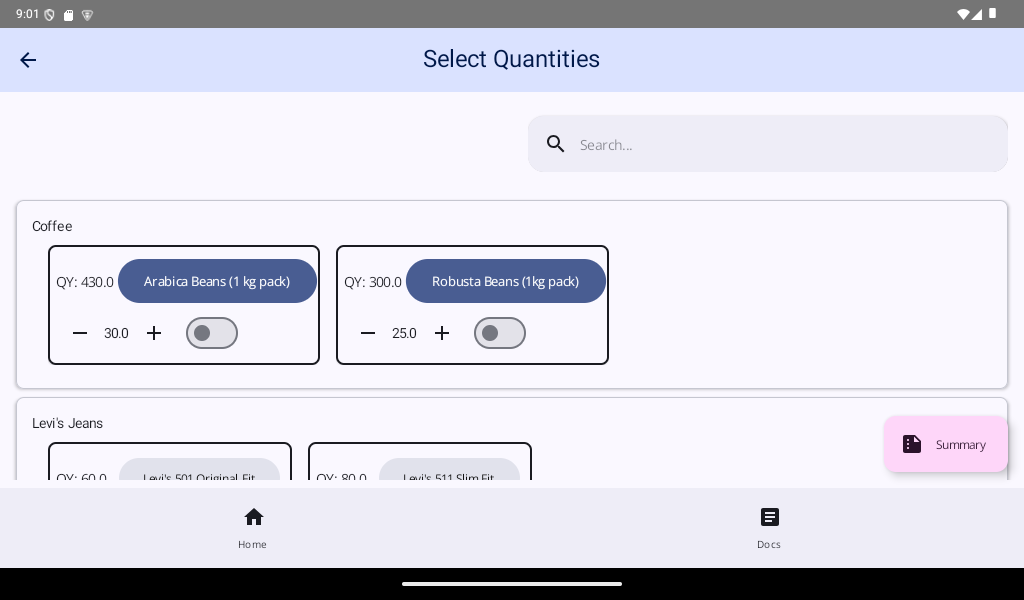 9:01
Select Quantities
Search...
Coffee
QY: 430.0 Arabica Beans (1 kg pack)
30.0
QY: 300.0 Robusta Beans (1kg pack)
25.0
Levi's Jeans
QY: 60.0 Levi's 501 Original Fit
QY: 80.0 Levi's 511 Slim Fit
Summary
Home
Docs